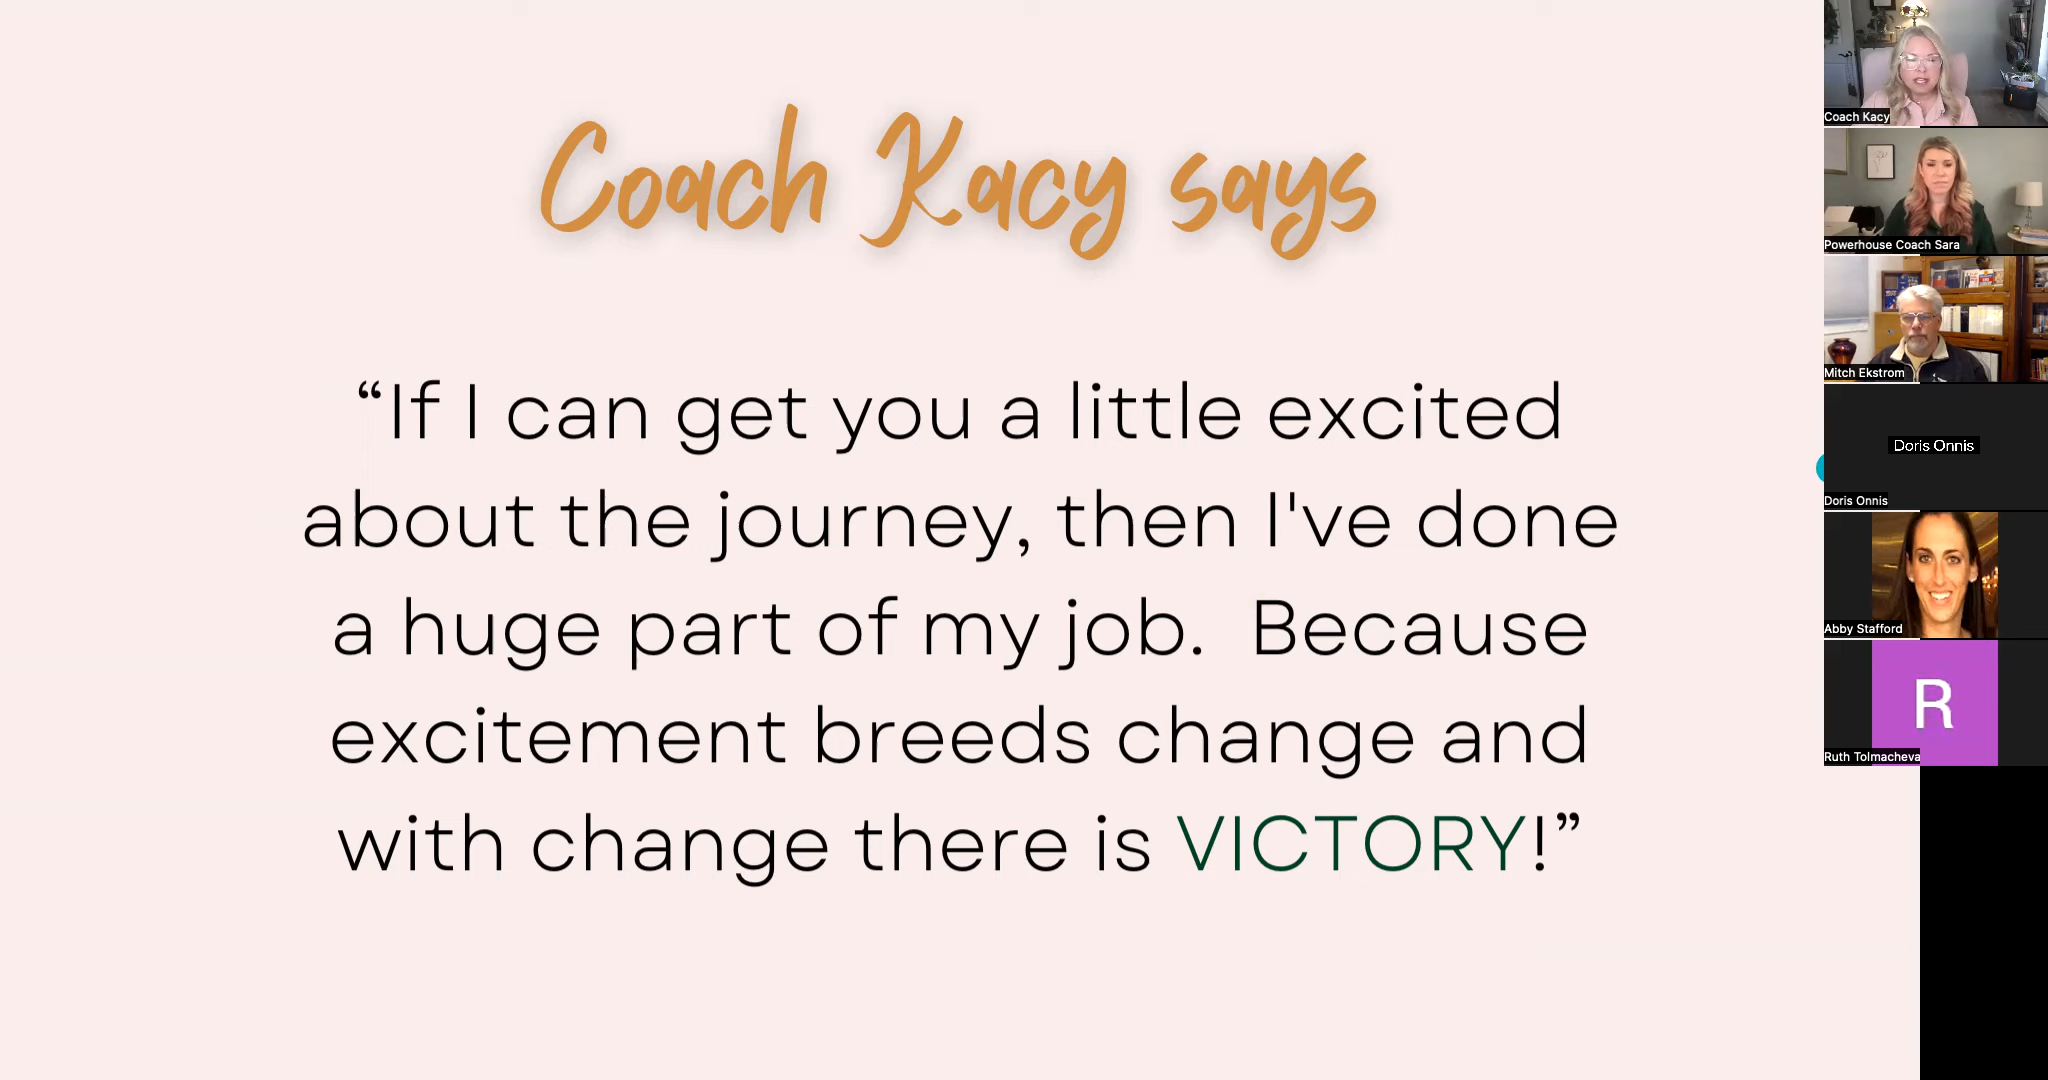 Coach Kacy says
“If I can get you a little excited
about the journey, then I've done
a huge part of my job.  Because
excitement breeds change and
with change there is VICTORY!”
Coach Kacy
Powerhouse Coach Sara
Mitch Ekstrom
Doris Onnis
Doris Onnis
Abby Stafford
R
Ruth Tolmacheva